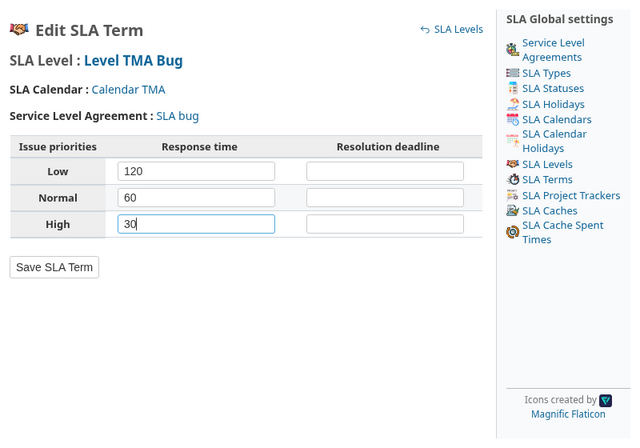 Edit SLA Term
SLA Levels
SLA Level : Level TMA Bug
SLA Calendar : Calendar TMA
Service Level Agreement : SLA bug
Issue priorities Response time Resolution deadline
Low 120
Normal 60
High 30
Save SLA Term
SLA Global settings
Service Level
Agreements
SLA Types
SLA Statuses
SLA Holidays
SLA Calendars
SLA Calendar
Holidays
SLA Levels
SLA Terms
SLA Project Trackers
SLA Caches
SLA Cache Spent
Times
Icons created by
Magnific Flaticon